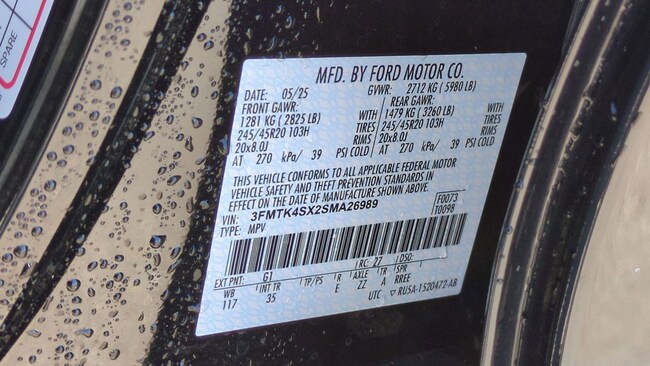 SPARE
MFD. BY FORD MOTOR CO.
DATE: 05/25 GVWR: 2712 KG (5980 LB)
FRONT GAWR: REAR GAWR:
1281 KG (2825 LB) WITH 1479 KG (3260 LB) WITH
245/45R20 103H TIRES 245/45R20 103H TIRES
20x8.0J RIMS 20x8.0J RIMS
AT 270 kPa/ 39 PSI COLD AT 270 kPa/ 39 PSI COLD
THIS VEHICLE CONFORMS TO ALL APPLICABLE FEDERAL MOTOR
VEHICLE SAFETY AND THEFT PREVENTION STANDARDS IN
EFFECT ON THE DATE OF MANUFACTURE SHOWN ABOVE.
VIN: 3FMTK4SX2SMA26989 F0073
TYPE: MPV T0098
EXT PNT: G1 RC: 27 DSO:
WB INT TR TP/PS R AXLE TR SPR
117 35 E ZZ A RREE
UTC ▽ RU5A-1520472-AB